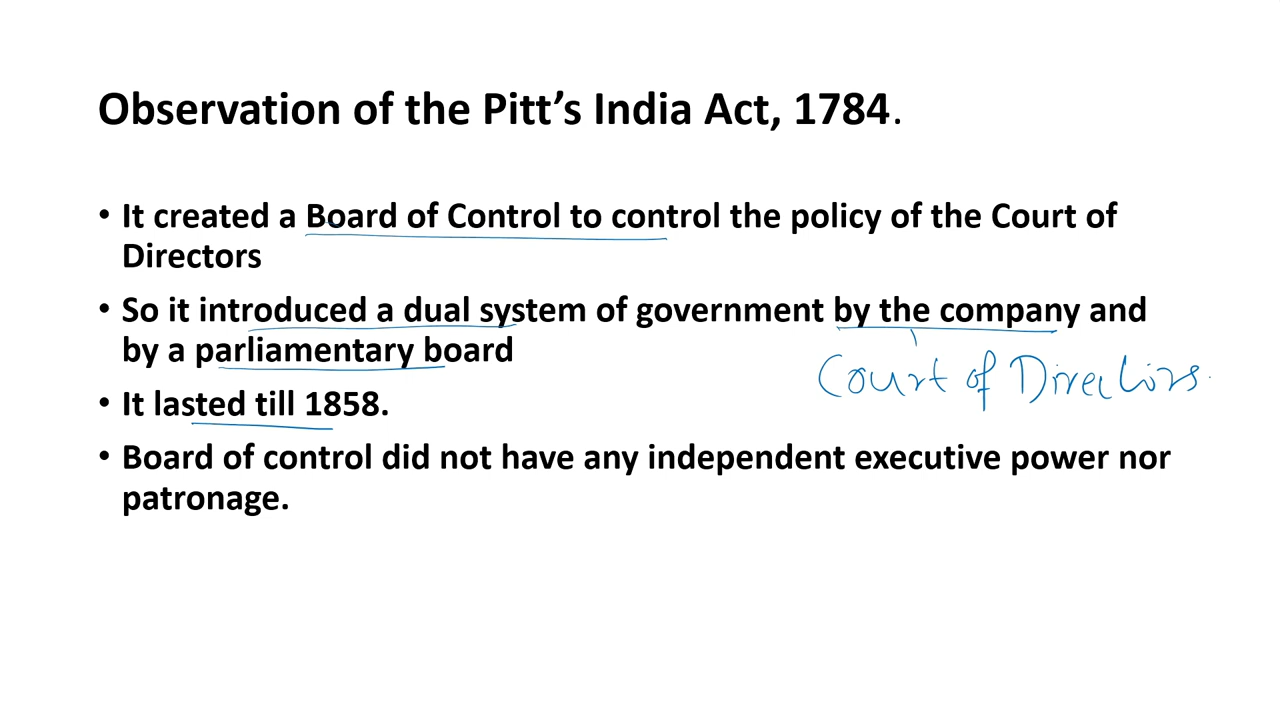 Observation of the Pitt’s India Act, 1784.
• It created a Board of Control to control the policy of the Court of
Directors
• So it introduced a dual system of government by the company and
by a parliamentary board
Court of Directors.
• It lasted till 1858.
• Board of control did not have any independent executive power nor
patronage.